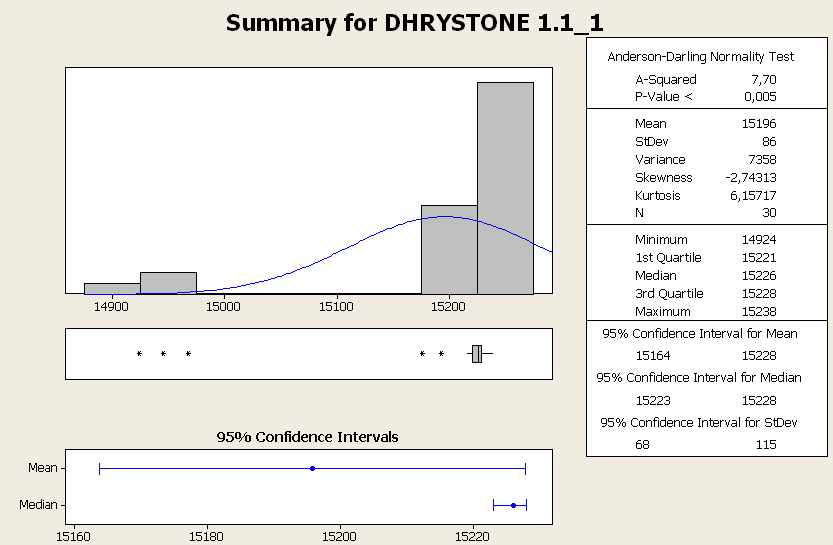 Summary for DHRYSTONE 1.1_1
14900 15000 15100 15200
95% Confidence Intervals
Mean
Median
15160 15180 15200 15220
Anderson-Darling Normality Test
A-Squared 7,70
P-Value < 0,005
Mean 15196
StDev 86
Variance 7358
Skewness -2,74313
Kurtosis 6,15717
N 30
Minimum 14924
1st Quartile 15221
Median 15226
3rd Quartile 15228
Maximum 15238
95% Confidence Interval for Mean
15164 15228
95% Confidence Interval for Median
15223 15228
95% Confidence Interval for StDev
68 115